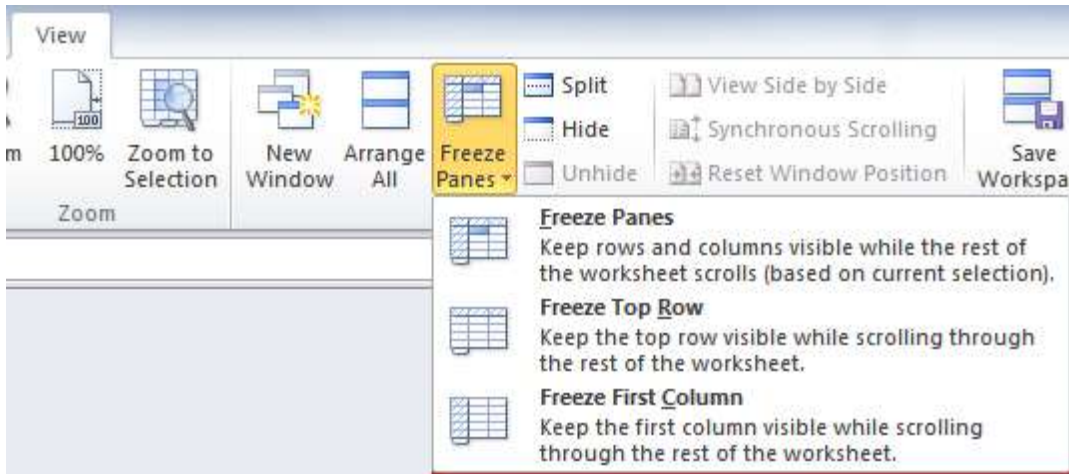 View
Split
View Side by Side
100
Hide
Synchronous Scrolling
m
100%
Zoom to
Selection
New
Window
Arrange
All
Freeze
Panes
Unhide
Reset Window Position
Save
Workspa
Zoom
Freeze Panes
Keep rows and columns visible while the rest of
the worksheet scrolls (based on current selection).
Freeze Top Row
Keep the top row visible while scrolling through
the rest of the worksheet.
Freeze First Column
Keep the first column visible while scrolling
through the rest of the worksheet.